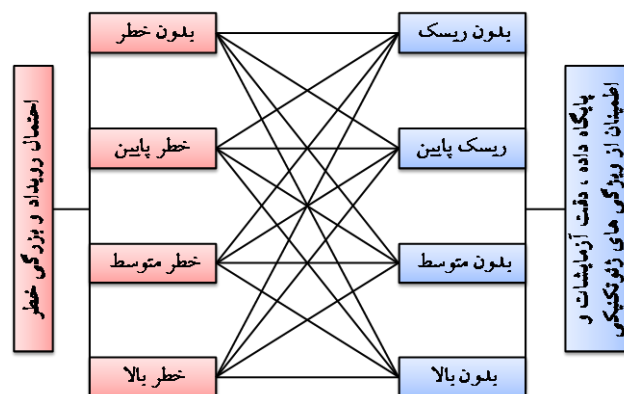 اطمینان از ویژگی های ژئوتکنیکی
پایگاه داده ، دقت آزمایشات و
بدون ریسک
ریسک پایین
بدون متوسط
بدون بالا
بدون خطر
خطر پایین
خطر متوسط
خطر بالا
احتمال رویداد و بزرگی خطر